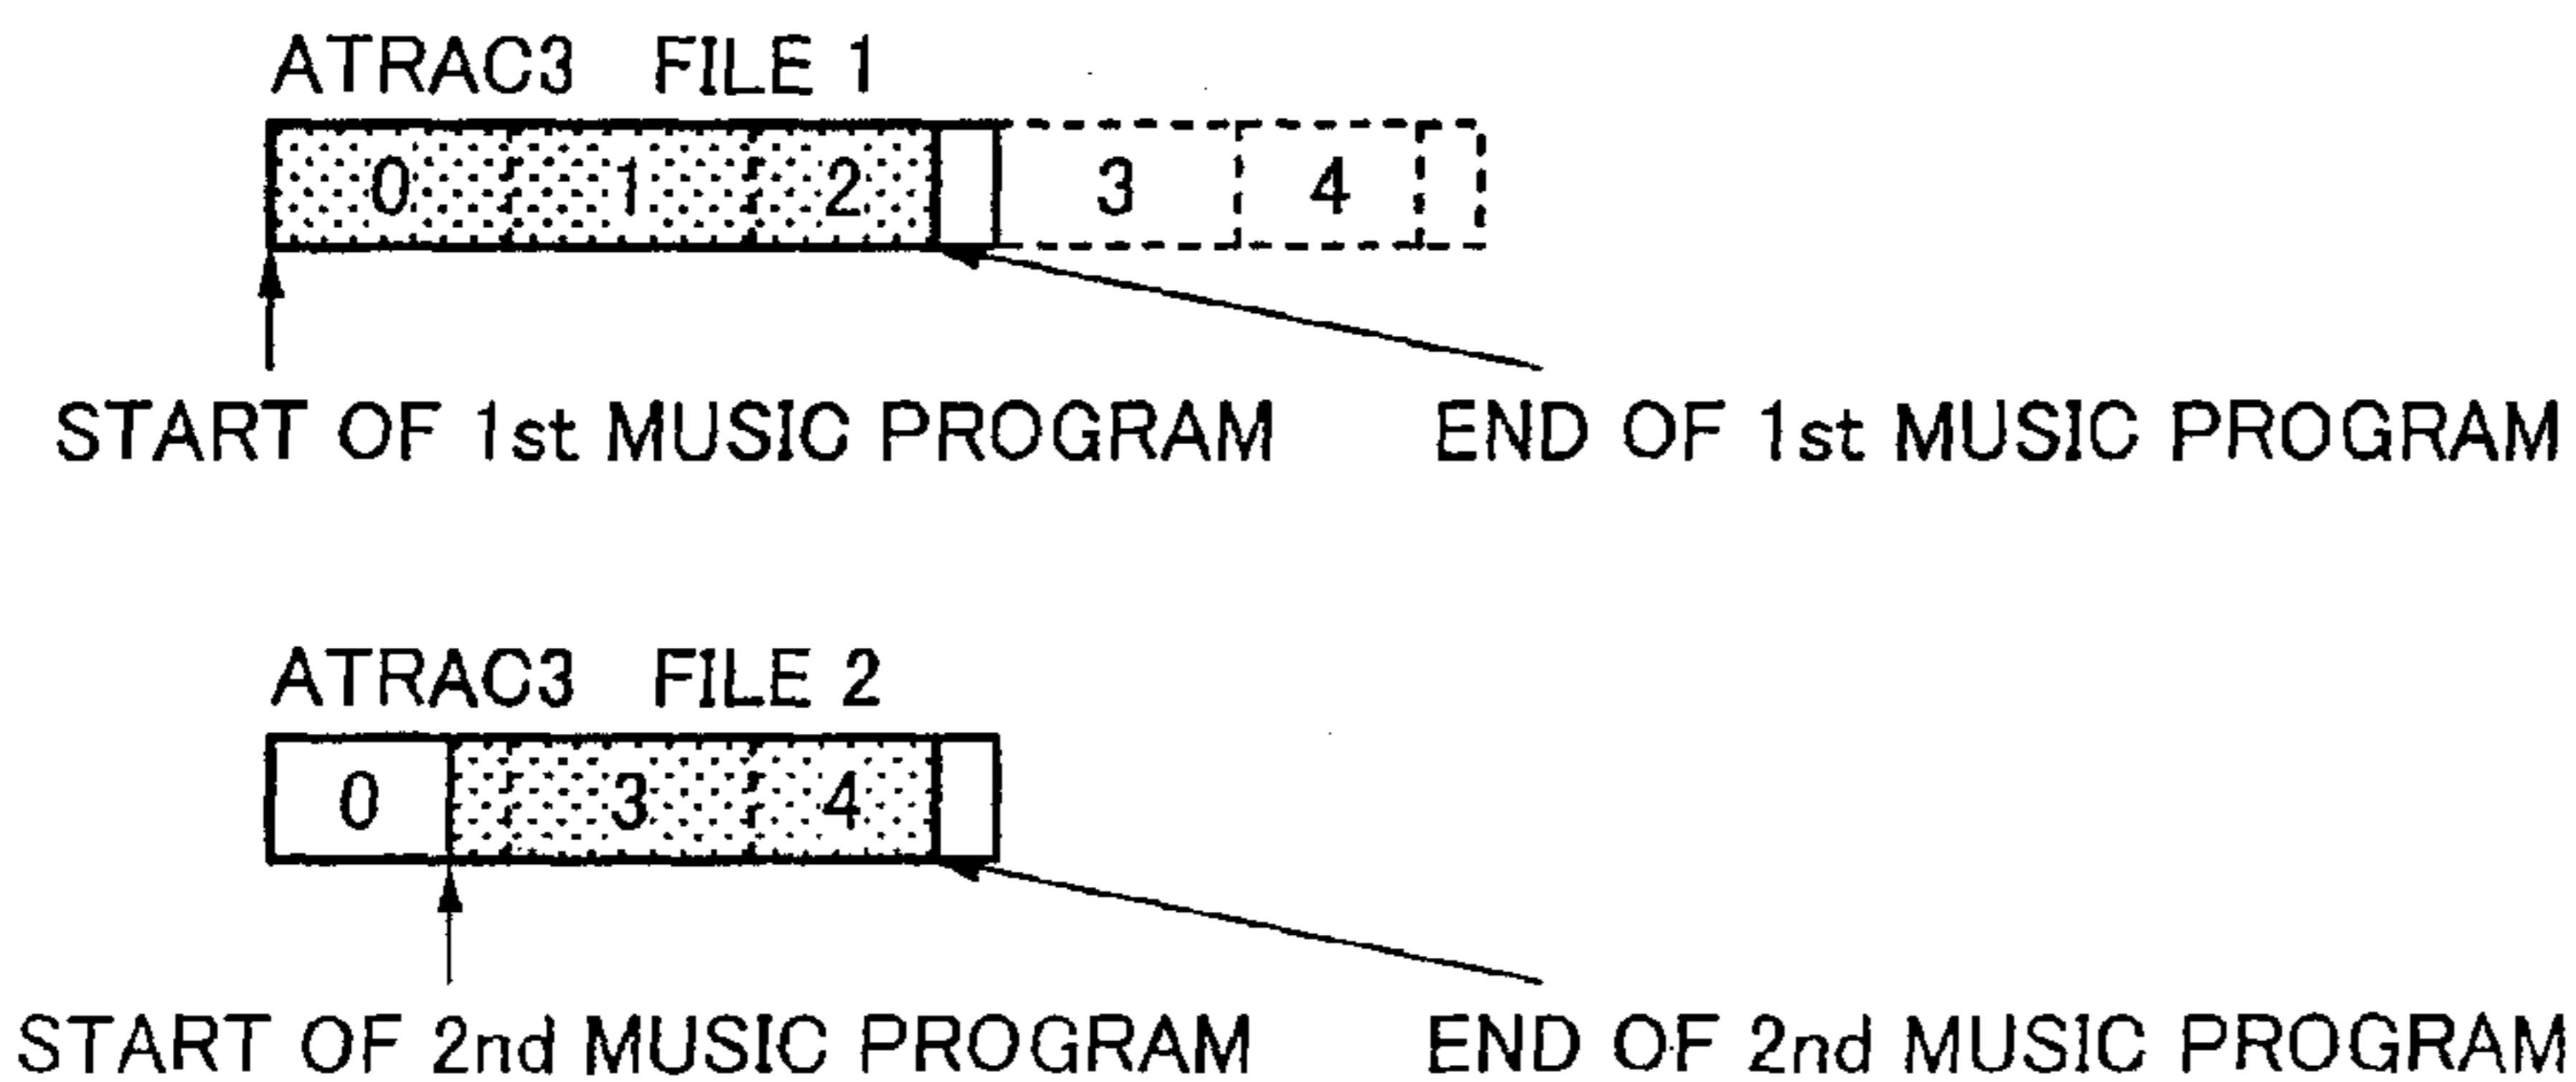 ATRAC3 FILE 1
0 1 2 3 4
START OF 1st MUSIC PROGRAM END OF 1st MUSIC PROGRAM
ATRAC3 FILE 2
0 3 4
START OF 2nd MUSIC PROGRAM END OF 2nd MUSIC PROGRAM